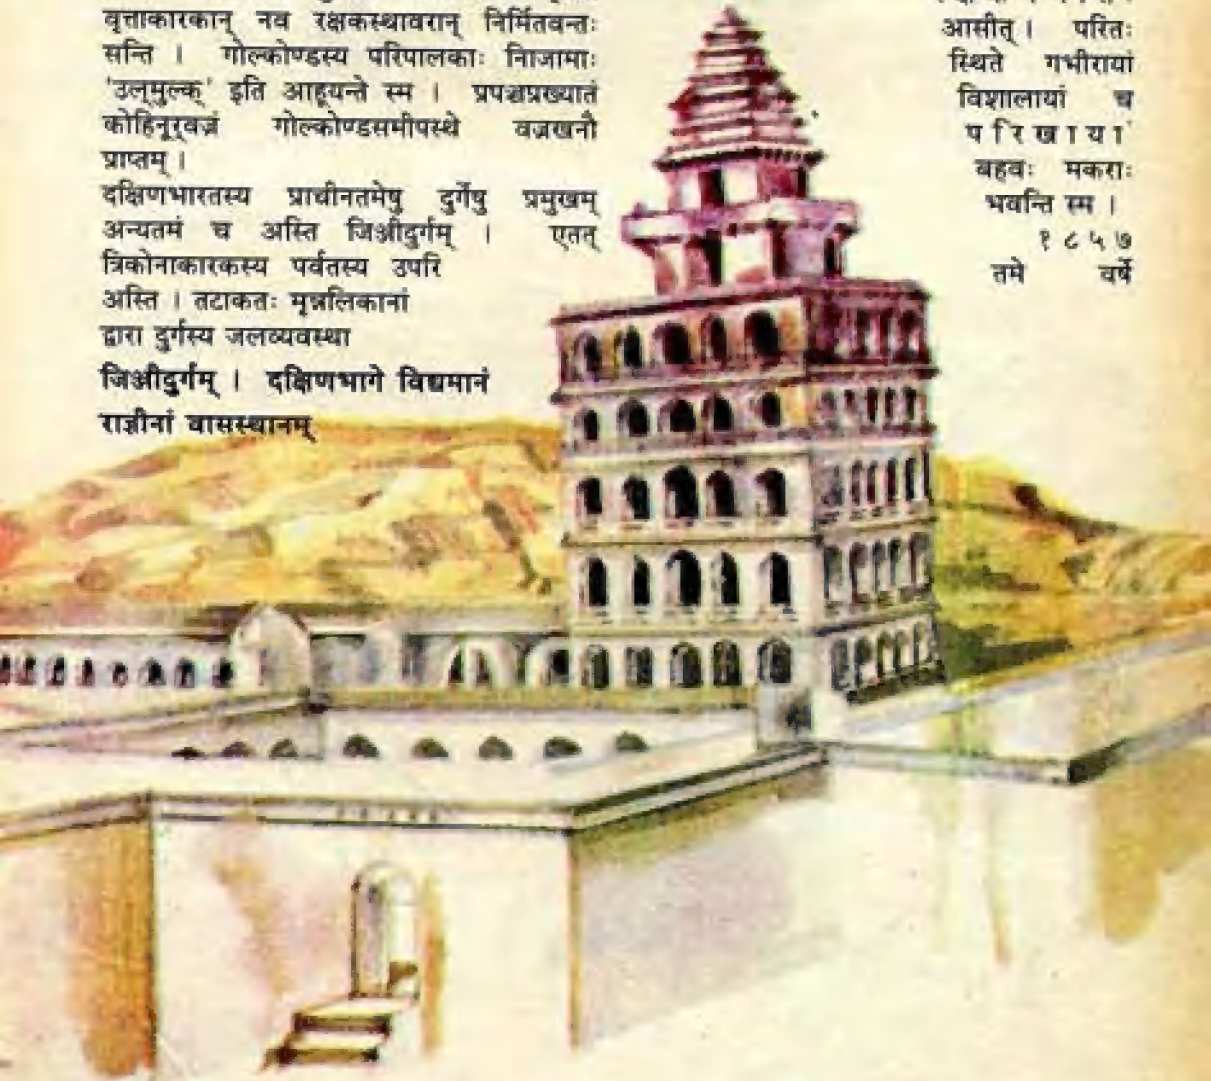 वृत्ताकारकान् नव रक्षकस्थावरान् निर्मितवन्तः
सन्ति । गोल्कोण्डस्य परिपालकाः निाजामाः
'उल्‌मुल्क्' इति आहूयन्ते स्म । प्रपञ्चप्रख्यातं
कोहिनूर्‌वज्रं गोल्कोण्डसमीपस्थे वज्रखनौ
प्राप्तम् ।
दक्षिणभारतस्य प्राचीनतमेषु दुर्गेषु प्रमुखम्
अन्यतमं च अस्ति जिञ्जीदुर्गम् । एतत्
त्रिकोनाकारकस्य पर्वतस्य उपरि
अस्ति । तटाकतः मृन्नलिकानां
द्वारा दुर्गस्य जलव्यवस्था
जिञ्जीदुर्गम् । दक्षिणभागे विद्यमानं
राज्ञीनां वासस्थानम्
आसीत् । परितः
स्थिते गभीरायां
विशालायां च
परिखायां
बहवः मकराः
भवन्ति स्म ।
१८५७
तमे वर्षे